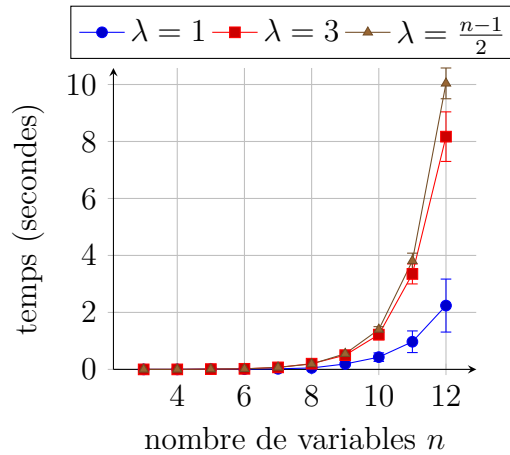 λ = 1 λ = 3 λ = (n−1)/2
10
8
6
4
2
0
temps (secondes)
4 6 8 10 12
nombre de variables n